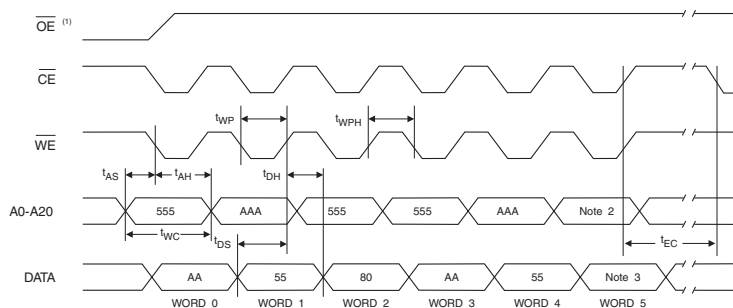 OE (1)
CE
tWP
tWPH
WE
tAS
tAH
tDH
A0-A20
555
AAA
555
555
AAA
Note 2
tWC
tDS
tEC
DATA
AA
55
80
AA
55
Note 3
WORD 0
WORD 1
WORD 2
WORD 3
WORD 4
WORD 5